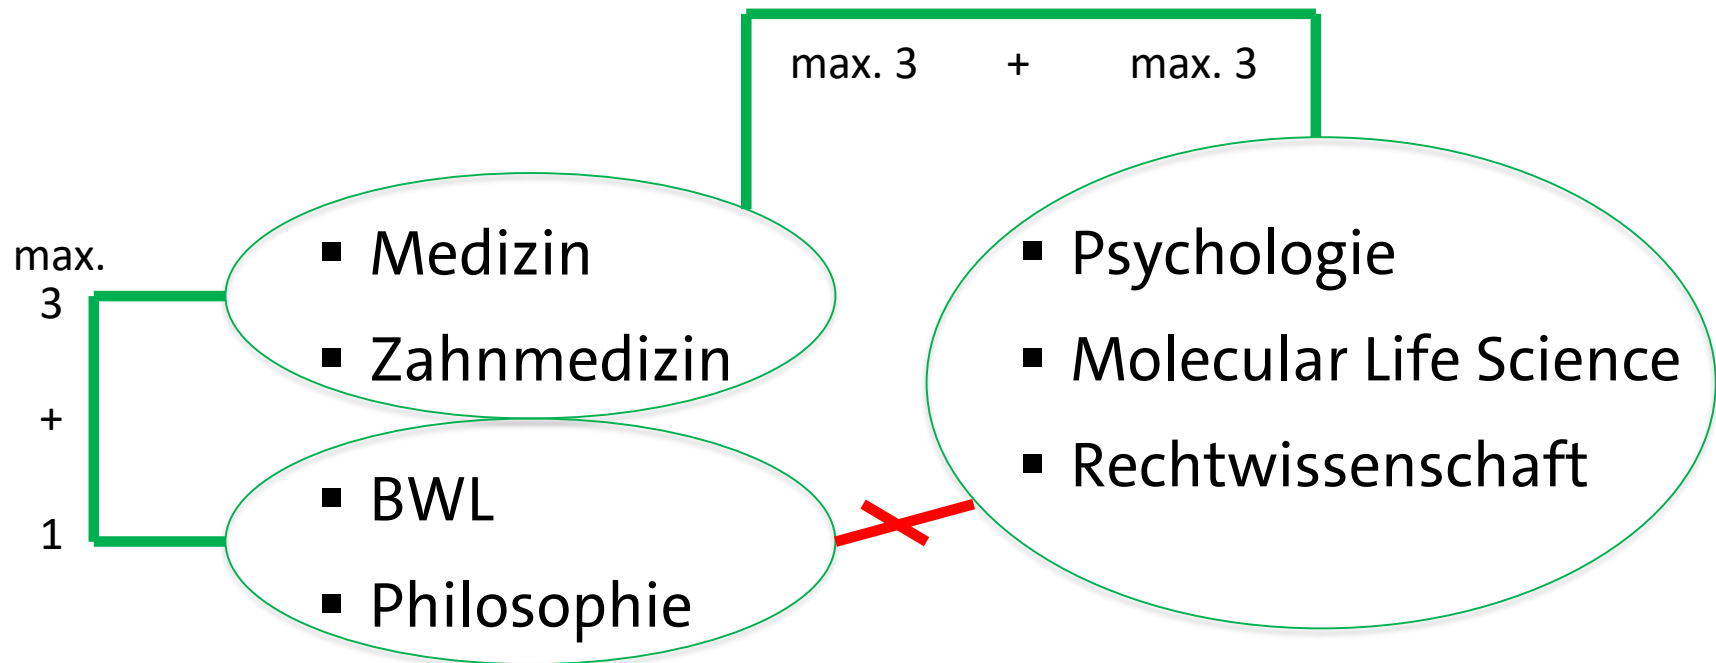 max. 3 + max. 3
max.
3
+
1
▪ Medizin
▪ Zahnmedizin
▪ BWL
▪ Philosophie
▪ Psychologie
▪ Molecular Life Science
▪ Rechtwissenschaft